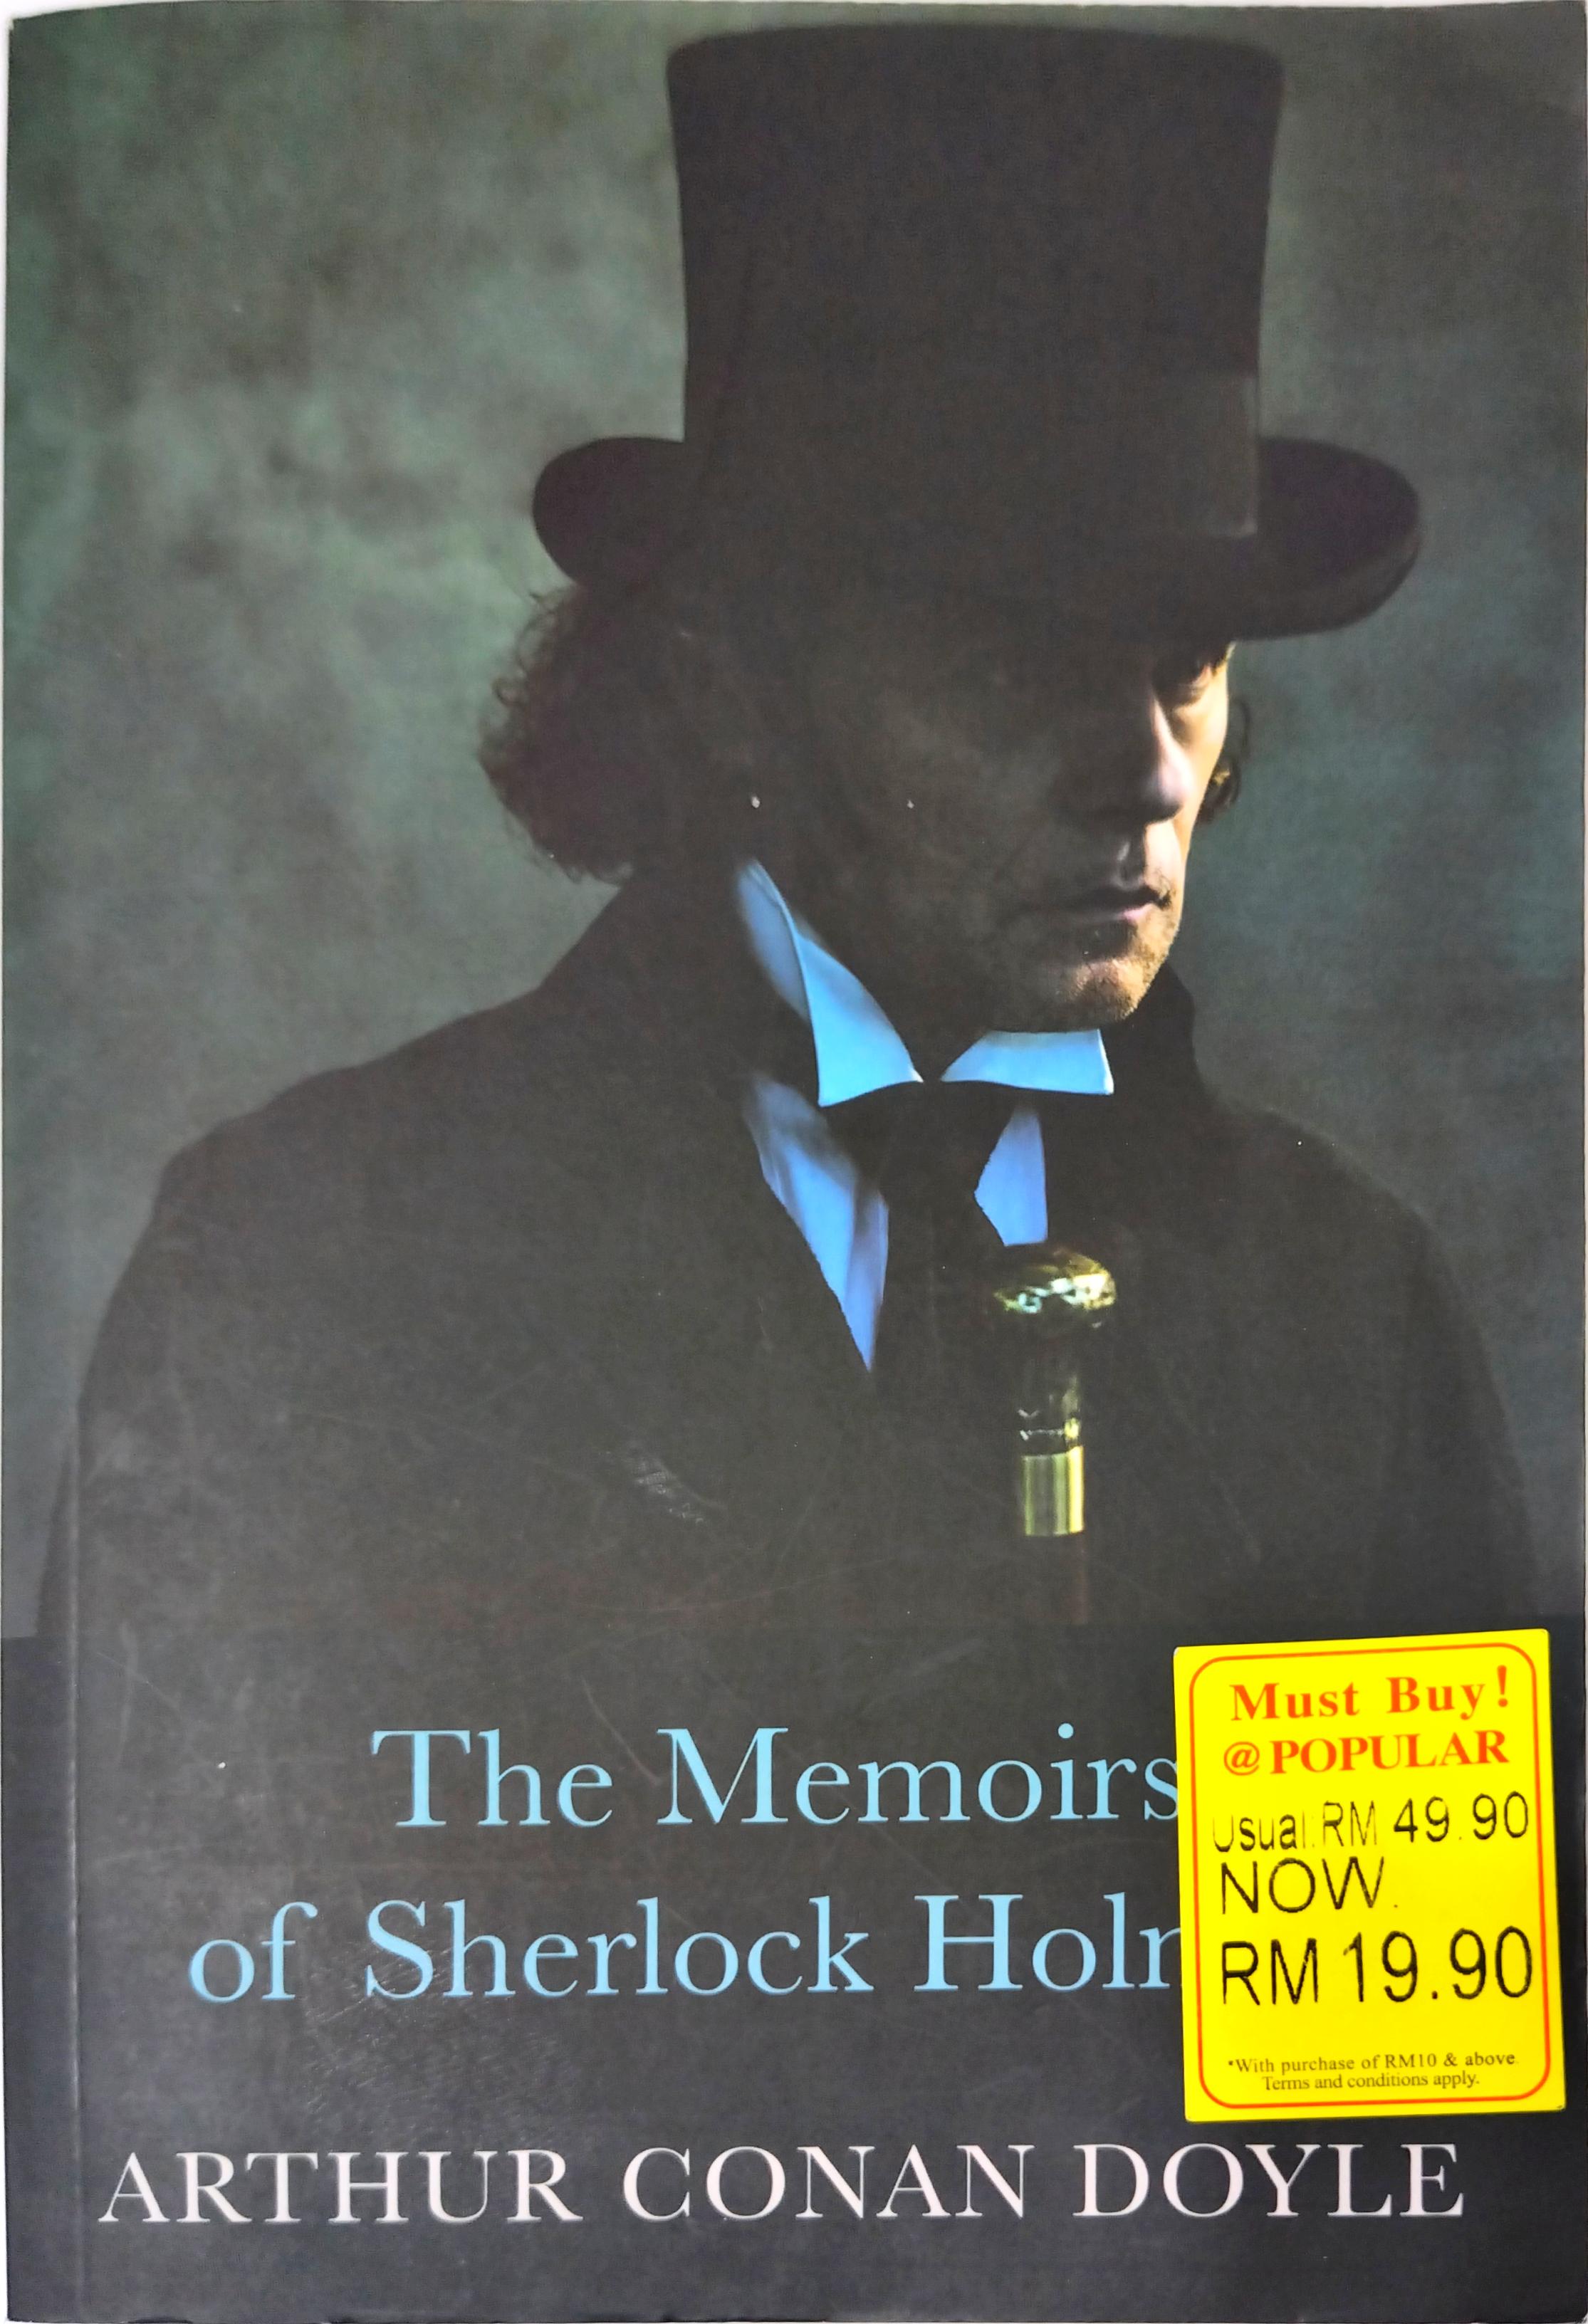 The Memoirs
of Sherlock Hol
ARTHUR CONAN DOYLE
Must Buy!
@POPULAR
Usual:RM 49.90
NOW.
RM 19.90
*With purchase of RM10 & above.
Terms and conditions apply.